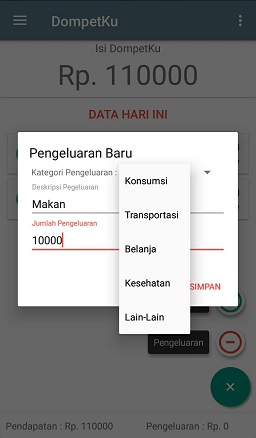 DompetKu
Isi DompetKu
Rp. 110000
DATA HARI INI
Pengeluaran Baru
Kategori Pengeluaran :
Deskripsi Pegeluaran
Makan
Jumlah Pengeluaran
10000
Konsumsi
Transportasi
Belanja
Kesehatan
Lain-Lain
SIMPAN
Pengeluaran
Pendapatan : Rp. 110000
Pengeluaran : Rp. 0